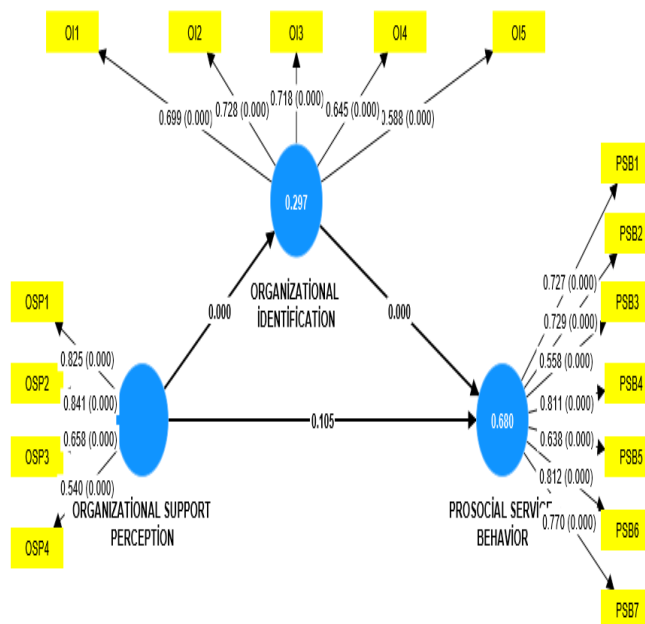 OI1
OI2
OI3
OI4
OI5
0.699 (0.000)
0.728 (0.000)
0.718 (0.000)
0.645 (0.000)
0.588 (0.000)
0.297
ORGANİZATİONAL
İDENTİFİCATİON
0.000
0.000
OSP1
OSP2
OSP3
OSP4
0.825 (0.000)
0.841 (0.000)
0.658 (0.000)
0.540 (0.000)
ORGANİZATİONAL SUPPORT
PERCEPTİON
0.105
0.680
PROSOCİAL SERVİCE
BEHAVİOR
0.727 (0.000)
0.729 (0.000)
0.558 (0.000)
0.811 (0.000)
0.638 (0.000)
0.812 (0.000)
0.770 (0.000)
PSB1
PSB2
PSB3
PSB4
PSB5
PSB6
PSB7